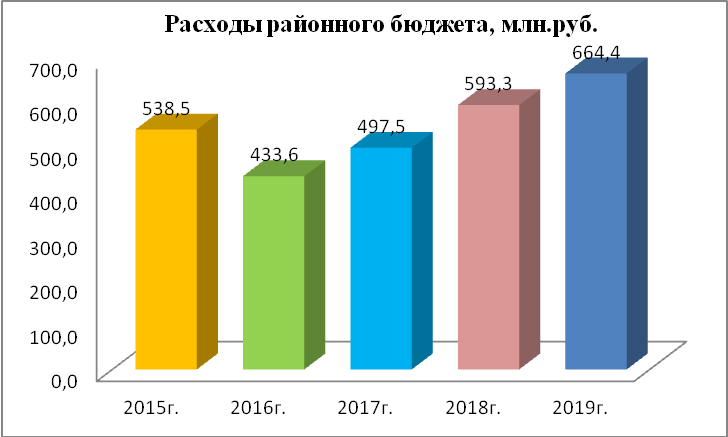 Расходы районного бюджета, млн.руб.
700,0
600,0
500,0
400,0
300,0
200,0
100,0
0,0
538,5
433,6
497,5
593,3
664,4
2015г.
2016г.
2017г.
2018г.
2019г.